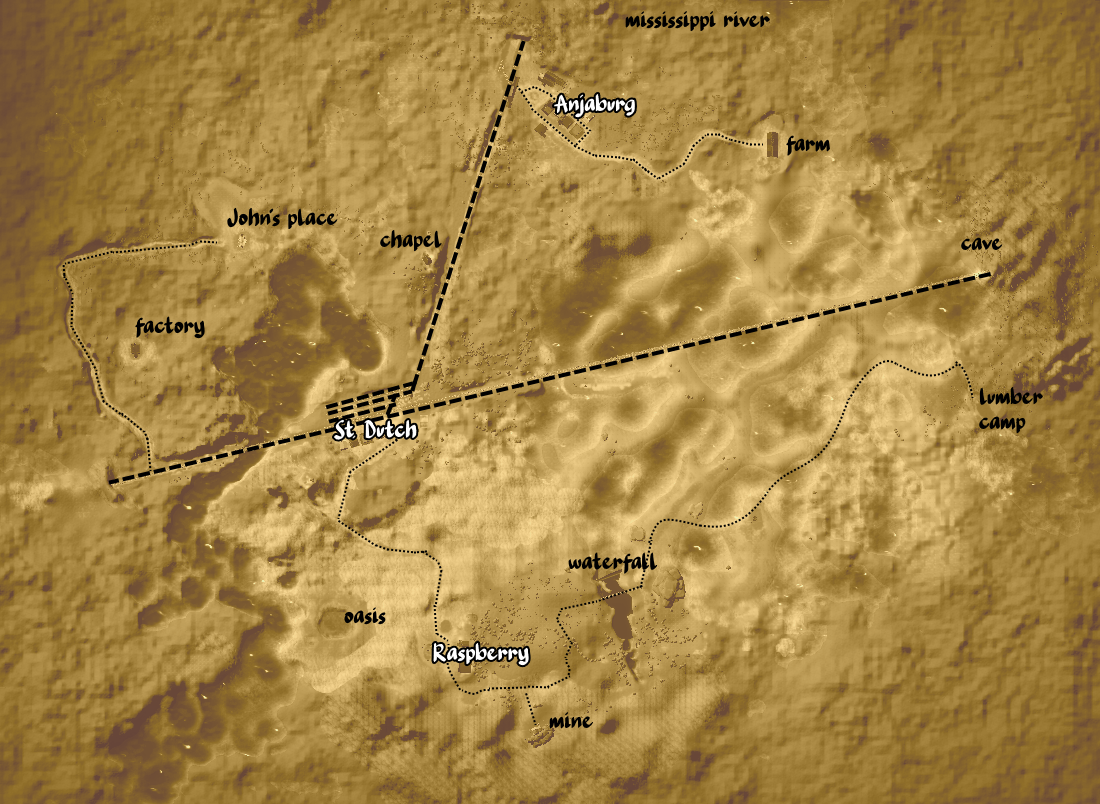 mississippi river
Anjaburg
farm
John's place
chapel
cave
factory
lumber
camp
St Dutch
waterfall
oasis
Raspberry
mine